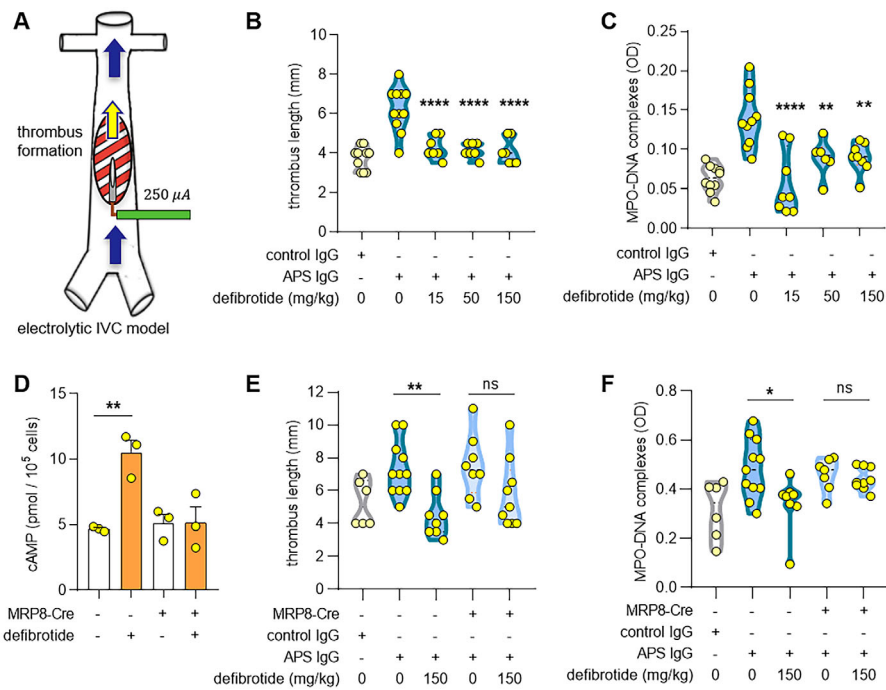 A
thrombus
formation
250 μA
electrolytic IVC model
B
thrombus length (mm)
10
8
6
4
2
0
**** **** ****
control IgG + - - - -
APS IgG - + + + +
defibrotide (mg/kg) 0 0 15 50 150
C
MPO-DNA complexes (OD)
0.25
0.20
0.15
0.10
0.05
0.00
**** ** **
control IgG + - - - -
APS IgG - + + + +
defibrotide (mg/kg) 0 0 15 50 150
D
cAMP (pmol / 10⁵ cells)
15
10
5
0
**
MRP8-Cre - - + +
defibrotide - + - +
E
thrombus length (mm)
12
10
8
6
4
2
0
** ns
MRP8-Cre - - - + +
control IgG + - - - -
APS IgG - + + + +
defibrotide (mg/kg) 0 0 150 0 150
F
MPO-DNA complexes (OD)
0.8
0.6
0.4
0.2
0.0
* ns
MRP8-Cre - - - + +
control IgG + - - - -
APS IgG - + + + +
defibrotide (mg/kg) 0 0 150 0 150